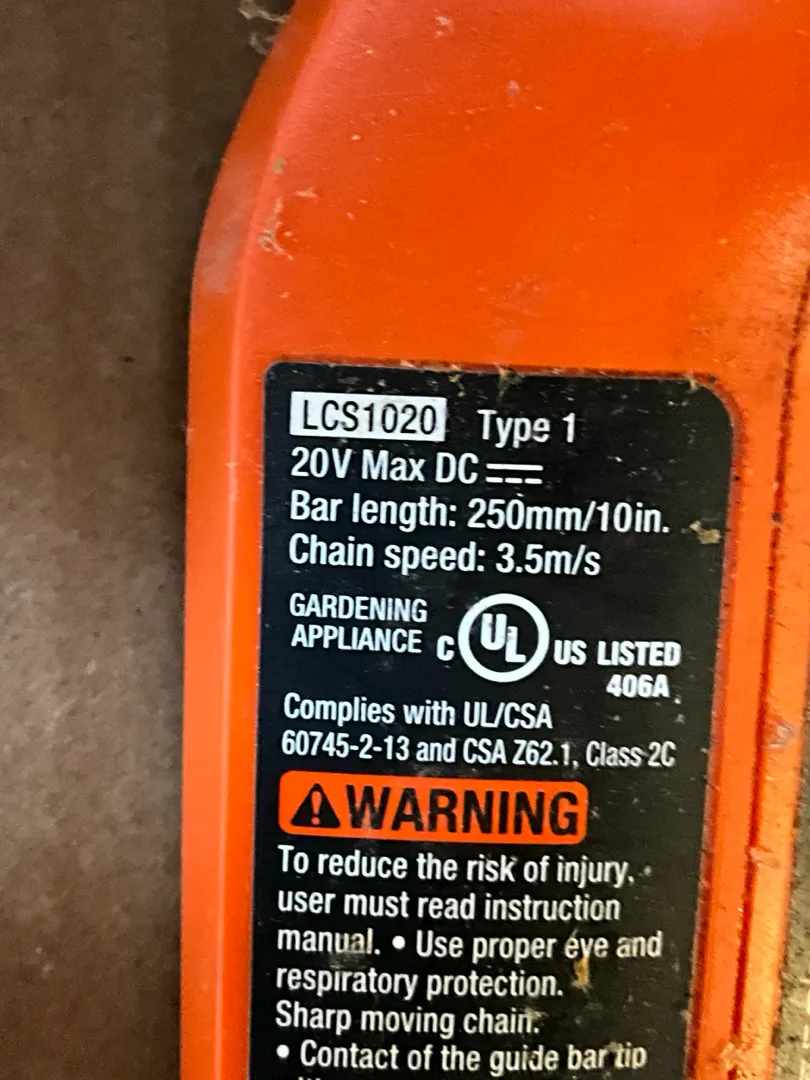 LCS1020 Type 1
20V Max DC
Bar length: 250mm/10in.
Chain speed: 3.5m/s
GARDENING
APPLIANCE C UL US LISTED
406A
Complies with UL/CSA
60745-2-13 and CSA Z62.1, Class 2C
WARNING
To reduce the risk of injury,
user must read instruction
manual. • Use proper eye and
respiratory protection.
Sharp moving chain.
• Contact of the guide bar tip